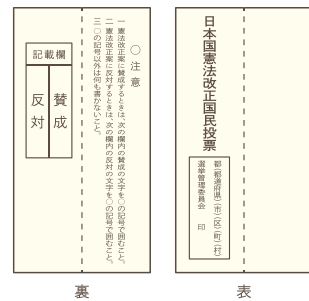 ○注意
一 憲法改正案に賛成するときは、次の欄内の賛成の文字を○の記号で囲むこと。
二 憲法改正案に反対するときは、次の欄内の反対の文字を○の記号で囲むこと。
三 ○の記号以外は何も書かないこと。
記載欄
賛成
反対
裏
日本国憲法改正国民投票
都(都道府県)(市)(区)(町)(村)
選挙管理委員会 印
表